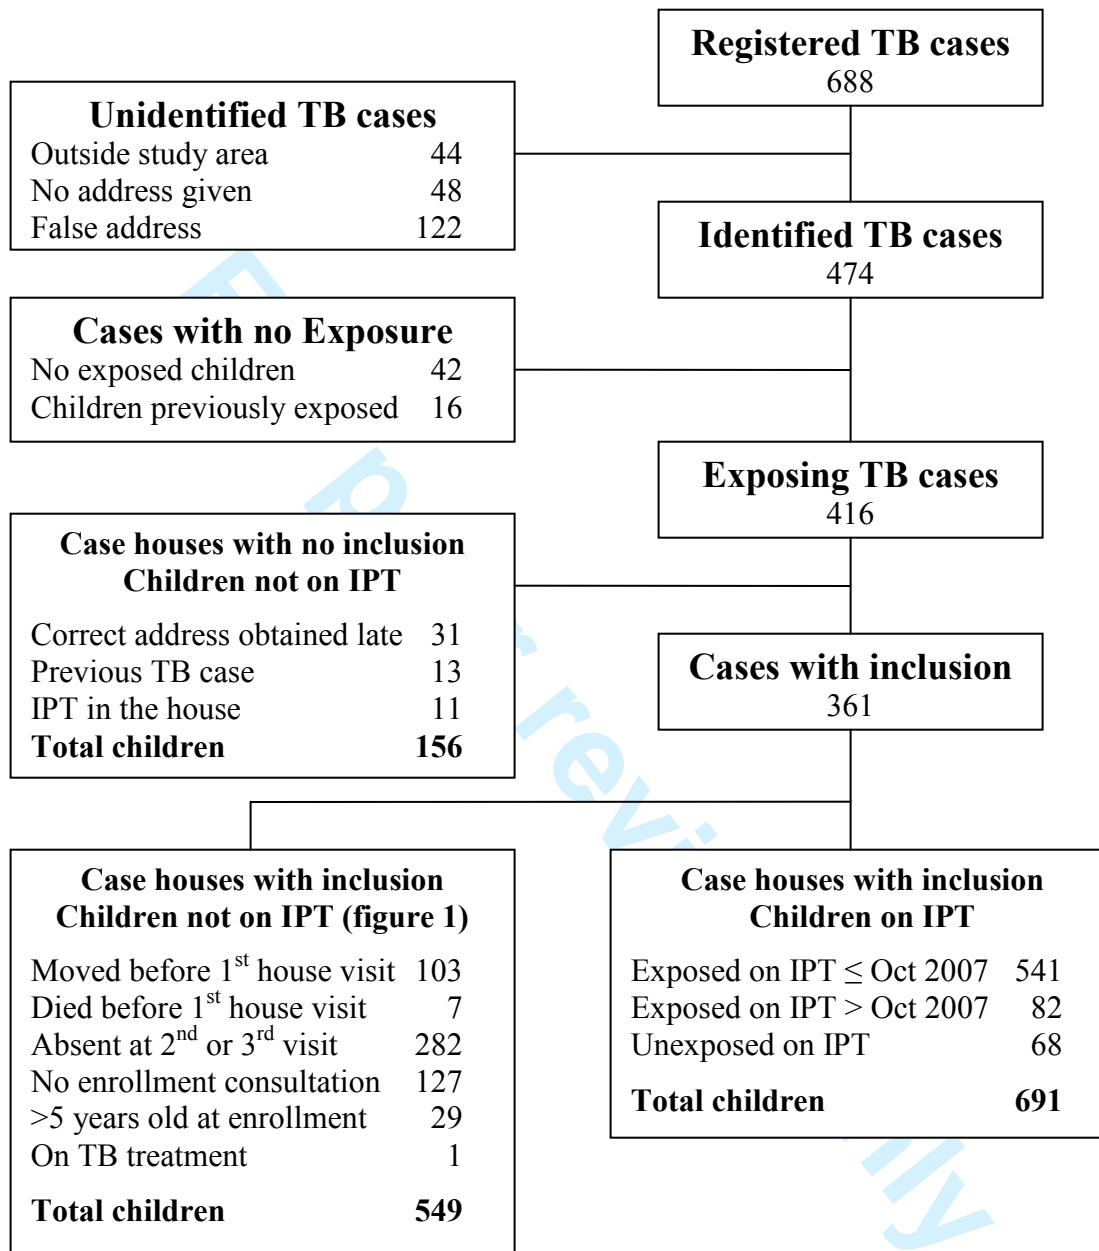 Registered TB cases
688
Unidentified TB cases
Outside study area 44
No address given 48
False address 122
Identified TB cases
474
Cases with no Exposure
No exposed children 42
Children previously exposed 16
Exposing TB cases
416
Case houses with no inclusion
Children not on IPT
Correct address obtained late 31
Previous TB case 13
IPT in the house 11
Total children 156
Cases with inclusion
361
Case houses with inclusion
Children not on IPT (figure 1)
Moved before 1st house visit 103
Died before 1st house visit 7
Absent at 2nd or 3rd visit 282
No enrollment consultation 127
>5 years old at enrollment 29
On TB treatment 1
Total children 549
Case houses with inclusion
Children on IPT
Exposed on IPT ≤ Oct 2007 541
Exposed on IPT > Oct 2007 82
Unexposed on IPT 68
Total children 691